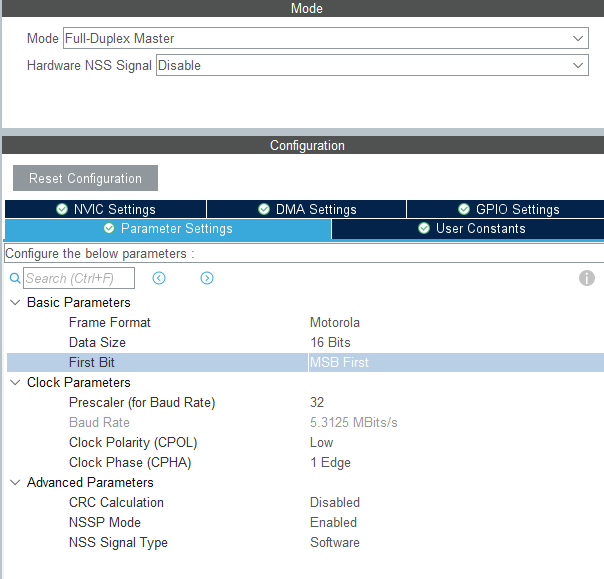 Mode
Mode Full-Duplex Master
Hardware NSS Signal Disable
Configuration
Reset Configuration
NVIC Settings DMA Settings GPIO Settings
Parameter Settings User Constants
Configure the below parameters :
Search (Ctrl+F)
Basic Parameters
Frame Format Motorola
Data Size 16 Bits
First Bit MSB First
Clock Parameters
Prescaler (for Baud Rate) 32
Baud Rate 5.3125 MBits/s
Clock Polarity (CPOL) Low
Clock Phase (CPHA) 1 Edge
Advanced Parameters
CRC Calculation Disabled
NSSP Mode Enabled
NSS Signal Type Software